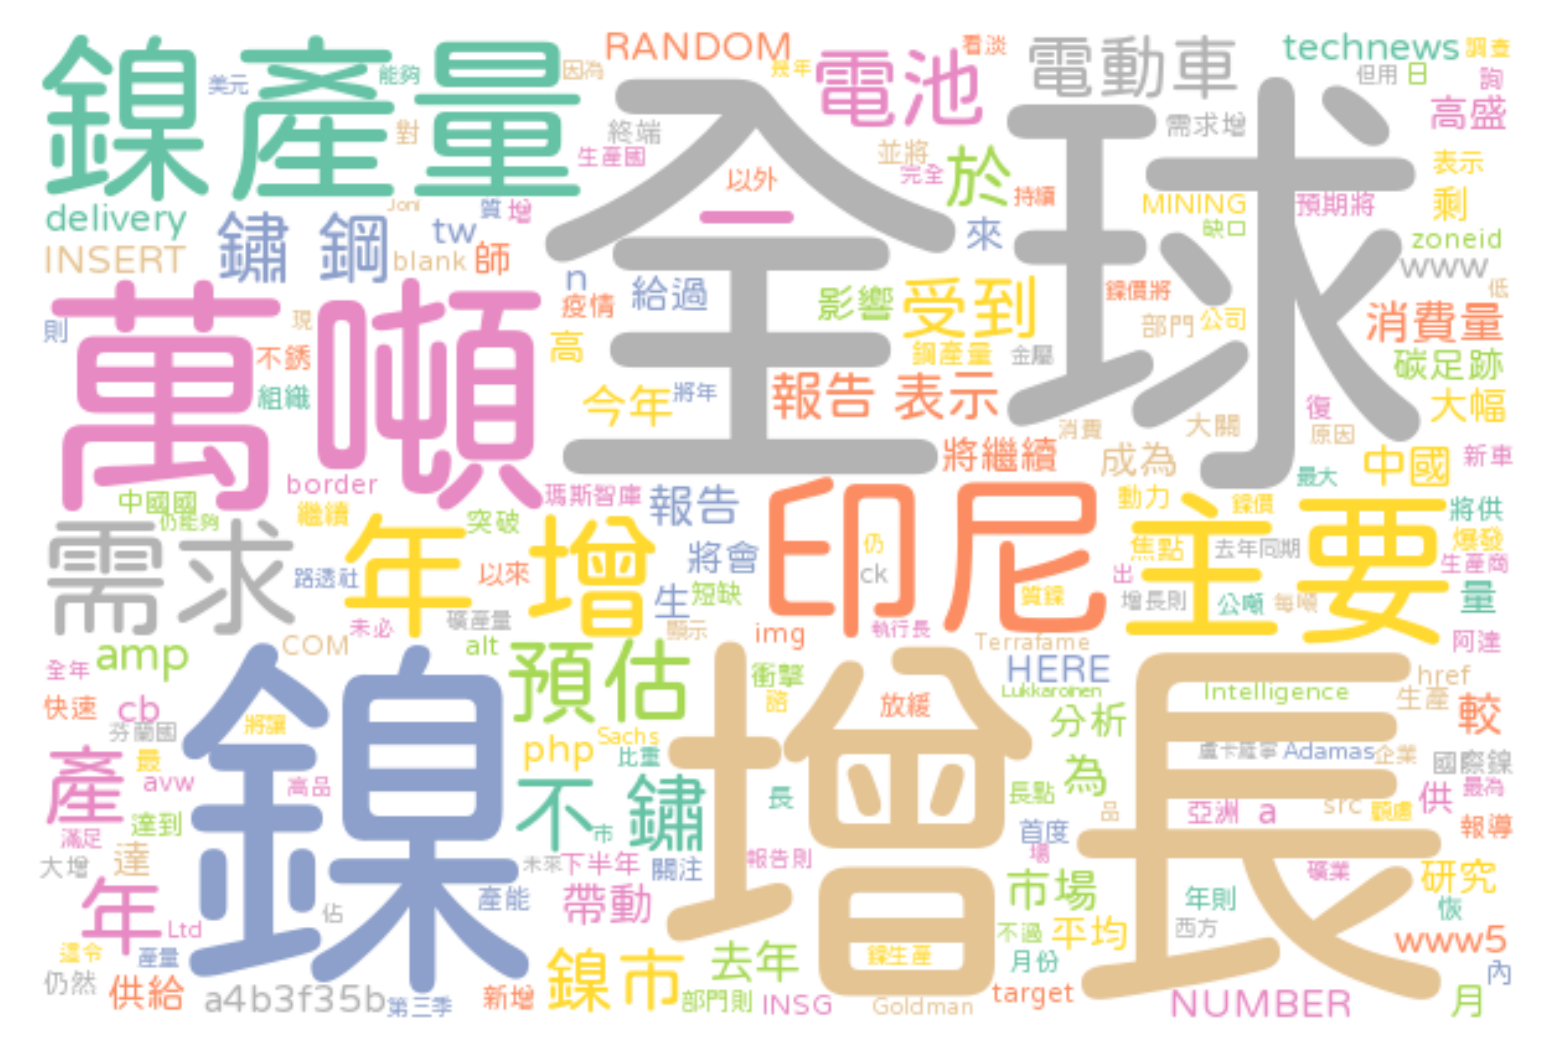 鎳產量
美元
能夠
因為
對
RANDOM
幾年
電池
看淡
電動車
technews
調查
但用
日
詢
高盛
終端
生產國
全球
以外
並將
完全
於
持續
需求增
表示
MINING
預期將
剩
缺口
zoneid
delivery
Joni
質
增
INSERT
鏽
鋼
tw
blank
師
n
給過
來
www
低
疫情
影響
受到
鎳價將
部門
公司
消費量
則
現
萬噸
不銹
組織
高
鋼產量
金屬
碳足跡
今年
將年
報告
表示
復
大幅
原因
大關
消費
將繼續
成為
中國
新車
最大
border
中國國
仍能夠
繼續
瑪斯智庫
突破
報告
印尼
動力
鎳價
主要
將供
爆發
需求
年
增
將會
仍
ck
焦點
去年同期
生產商
路透社
以來
生
短缺
質鎳
出
增長則
公噸
每噸
量
未必
礦產量
顯示
img
執行長
Terrafame
阿達
COM
alt
amp
全年
預估
衝擊
諮
HERE
Lukkaroinen
Intelligence
href
生產
快速
cb
芬蘭國
將讓
鎳
php
Sachs
比重
增長
放緩
分析
盧卡羅寧
Adamas
企業
較
國際鎳
產
最
avw
高品
不
鏽
市
長
為
長點
品
亞洲
a
src
顧慮
供
最為
報導
滿足
達到
大增
達
未來
下半年
關注
報告則
首度
場
礦業
研究
年
佔
產能
帶動
市場
年則
恢
Ltd
這令
產量
仍然
供給
a4b3f35b
第三季
新增
鎳市
去年
部門則
INSG
鎳生產
Goldman
不過
平均
月份
target
西方
www5
內
NUMBER
月